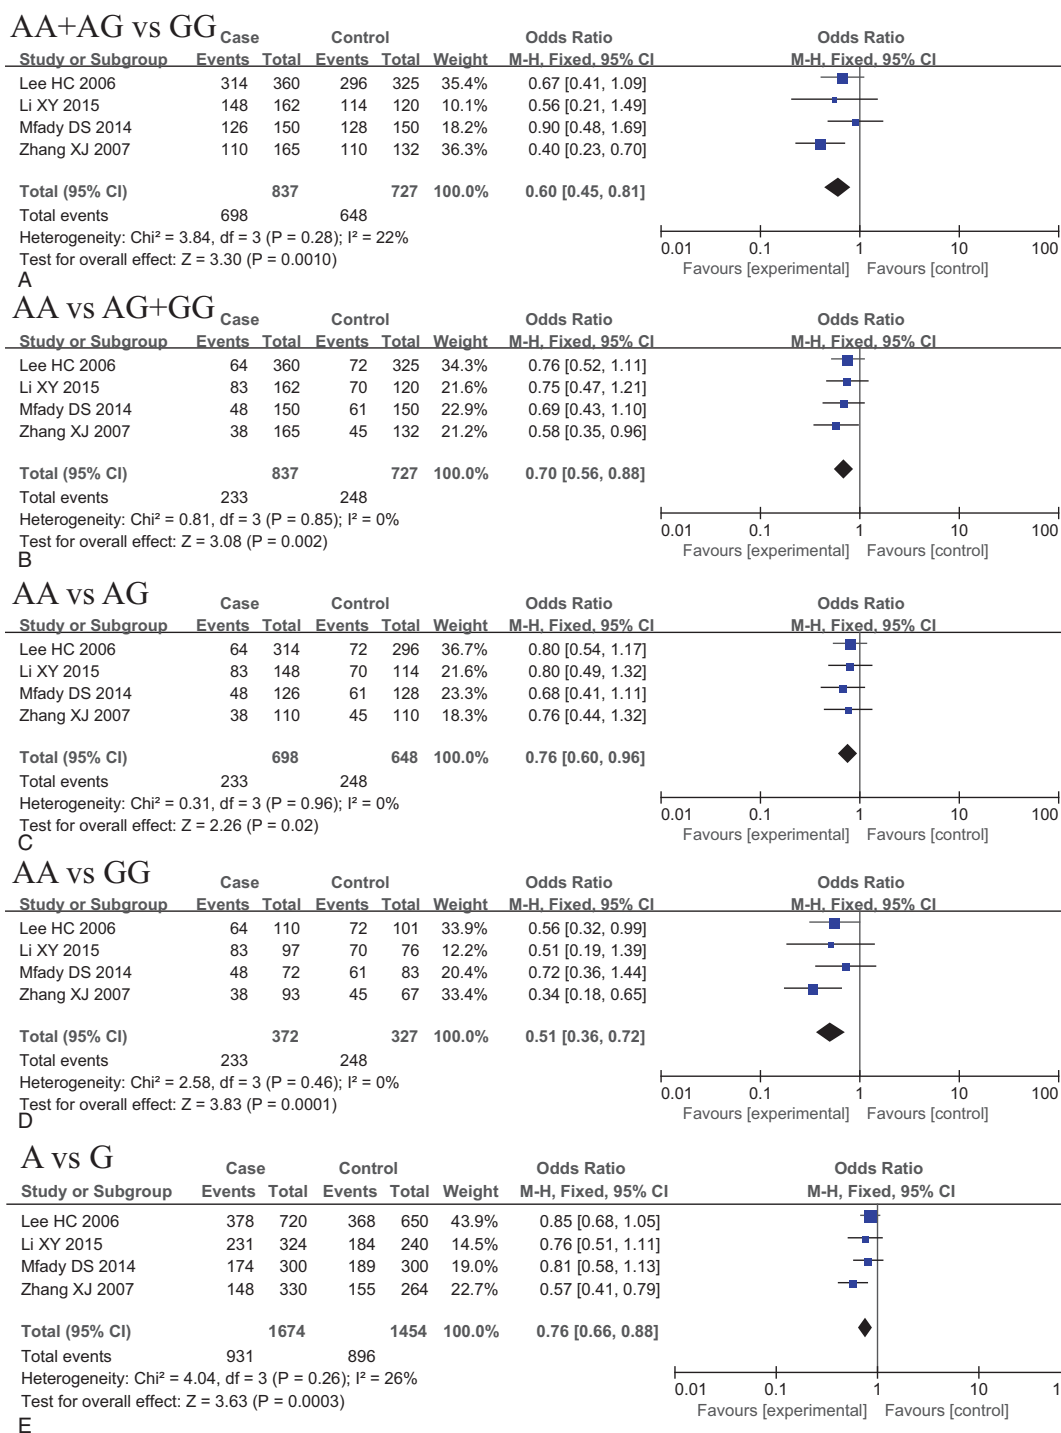 AA+AG vs GG Case Control Odds Ratio Odds Ratio
Study or Subgroup Events Total Events Total Weight M-H, Fixed, 95% CI M-H, Fixed, 95% CI
Lee HC 2006 314 360 296 325 35.4% 0.67 [0.41, 1.09]
Li XY 2015 148 162 114 120 10.1% 0.56 [0.21, 1.49]
Mfady DS 2014 126 150 128 150 18.2% 0.90 [0.48, 1.69]
Zhang XJ 2007 110 165 110 132 36.3% 0.40 [0.23, 0.70]
Total (95% CI) 837 727 100.0% 0.60 [0.45, 0.81]
Total events 698 648
Heterogeneity: Chi² = 3.84, df = 3 (P = 0.28); I² = 22%
Test for overall effect: Z = 3.30 (P = 0.0010)
0.01 0.1 1 10 100
Favours [experimental] Favours [control]
A
AA vs AG+GG Case Control Odds Ratio Odds Ratio
Study or Subgroup Events Total Events Total Weight M-H, Fixed, 95% CI M-H, Fixed, 95% CI
Lee HC 2006 64 360 72 325 34.3% 0.76 [0.52, 1.11]
Li XY 2015 83 162 70 120 21.6% 0.75 [0.47, 1.21]
Mfady DS 2014 48 150 61 150 22.9% 0.69 [0.43, 1.10]
Zhang XJ 2007 38 165 45 132 21.2% 0.58 [0.35, 0.96]
Total (95% CI) 837 727 100.0% 0.70 [0.56, 0.88]
Total events 233 248
Heterogeneity: Chi² = 0.81, df = 3 (P = 0.85); I² = 0%
Test for overall effect: Z = 3.08 (P = 0.002)
0.01 0.1 1 10 100
Favours [experimental] Favours [control]
B
AA vs AG Case Control Odds Ratio Odds Ratio
Study or Subgroup Events Total Events Total Weight M-H, Fixed, 95% CI M-H, Fixed, 95% CI
Lee HC 2006 64 314 72 296 36.7% 0.80 [0.54, 1.17]
Li XY 2015 83 148 70 114 21.6% 0.80 [0.49, 1.32]
Mfady DS 2014 48 126 61 128 23.3% 0.68 [0.41, 1.11]
Zhang XJ 2007 38 110 45 110 18.3% 0.76 [0.44, 1.32]
Total (95% CI) 698 648 100.0% 0.76 [0.60, 0.96]
Total events 233 248
Heterogeneity: Chi² = 0.31, df = 3 (P = 0.96); I² = 0%
Test for overall effect: Z = 2.26 (P = 0.02)
0.01 0.1 1 10 100
Favours [experimental] Favours [control]
C
AA vs GG Case Control Odds Ratio Odds Ratio
Study or Subgroup Events Total Events Total Weight M-H, Fixed, 95% CI M-H, Fixed, 95% CI
Lee HC 2006 64 110 72 101 33.9% 0.56 [0.32, 0.99]
Li XY 2015 83 97 70 76 12.2% 0.51 [0.19, 1.39]
Mfady DS 2014 48 72 61 83 20.4% 0.72 [0.36, 1.44]
Zhang XJ 2007 38 93 45 67 33.4% 0.34 [0.18, 0.65]
Total (95% CI) 372 327 100.0% 0.51 [0.36, 0.72]
Total events 233 248
Heterogeneity: Chi² = 2.58, df = 3 (P = 0.46); I² = 0%
Test for overall effect: Z = 3.83 (P = 0.0001)
0.01 0.1 1 10 100
Favours [experimental] Favours [control]
D
A vs G Case Control Odds Ratio Odds Ratio
Study or Subgroup Events Total Events Total Weight M-H, Fixed, 95% CI M-H, Fixed, 95% CI
Lee HC 2006 378 720 368 650 43.9% 0.85 [0.68, 1.05]
Li XY 2015 231 324 184 240 14.5% 0.76 [0.51, 1.11]
Mfady DS 2014 174 300 189 300 19.0% 0.81 [0.58, 1.13]
Zhang XJ 2007 148 330 155 264 22.7% 0.57 [0.41, 0.79]
Total (95% CI) 1674 1454 100.0% 0.76 [0.66, 0.88]
Total events 931 896
Heterogeneity: Chi² = 4.04, df = 3 (P = 0.26); I² = 26%
Test for overall effect: Z = 3.63 (P = 0.0003)
0.01 0.1 1 10 1
Favours [experimental] Favours [control]
E